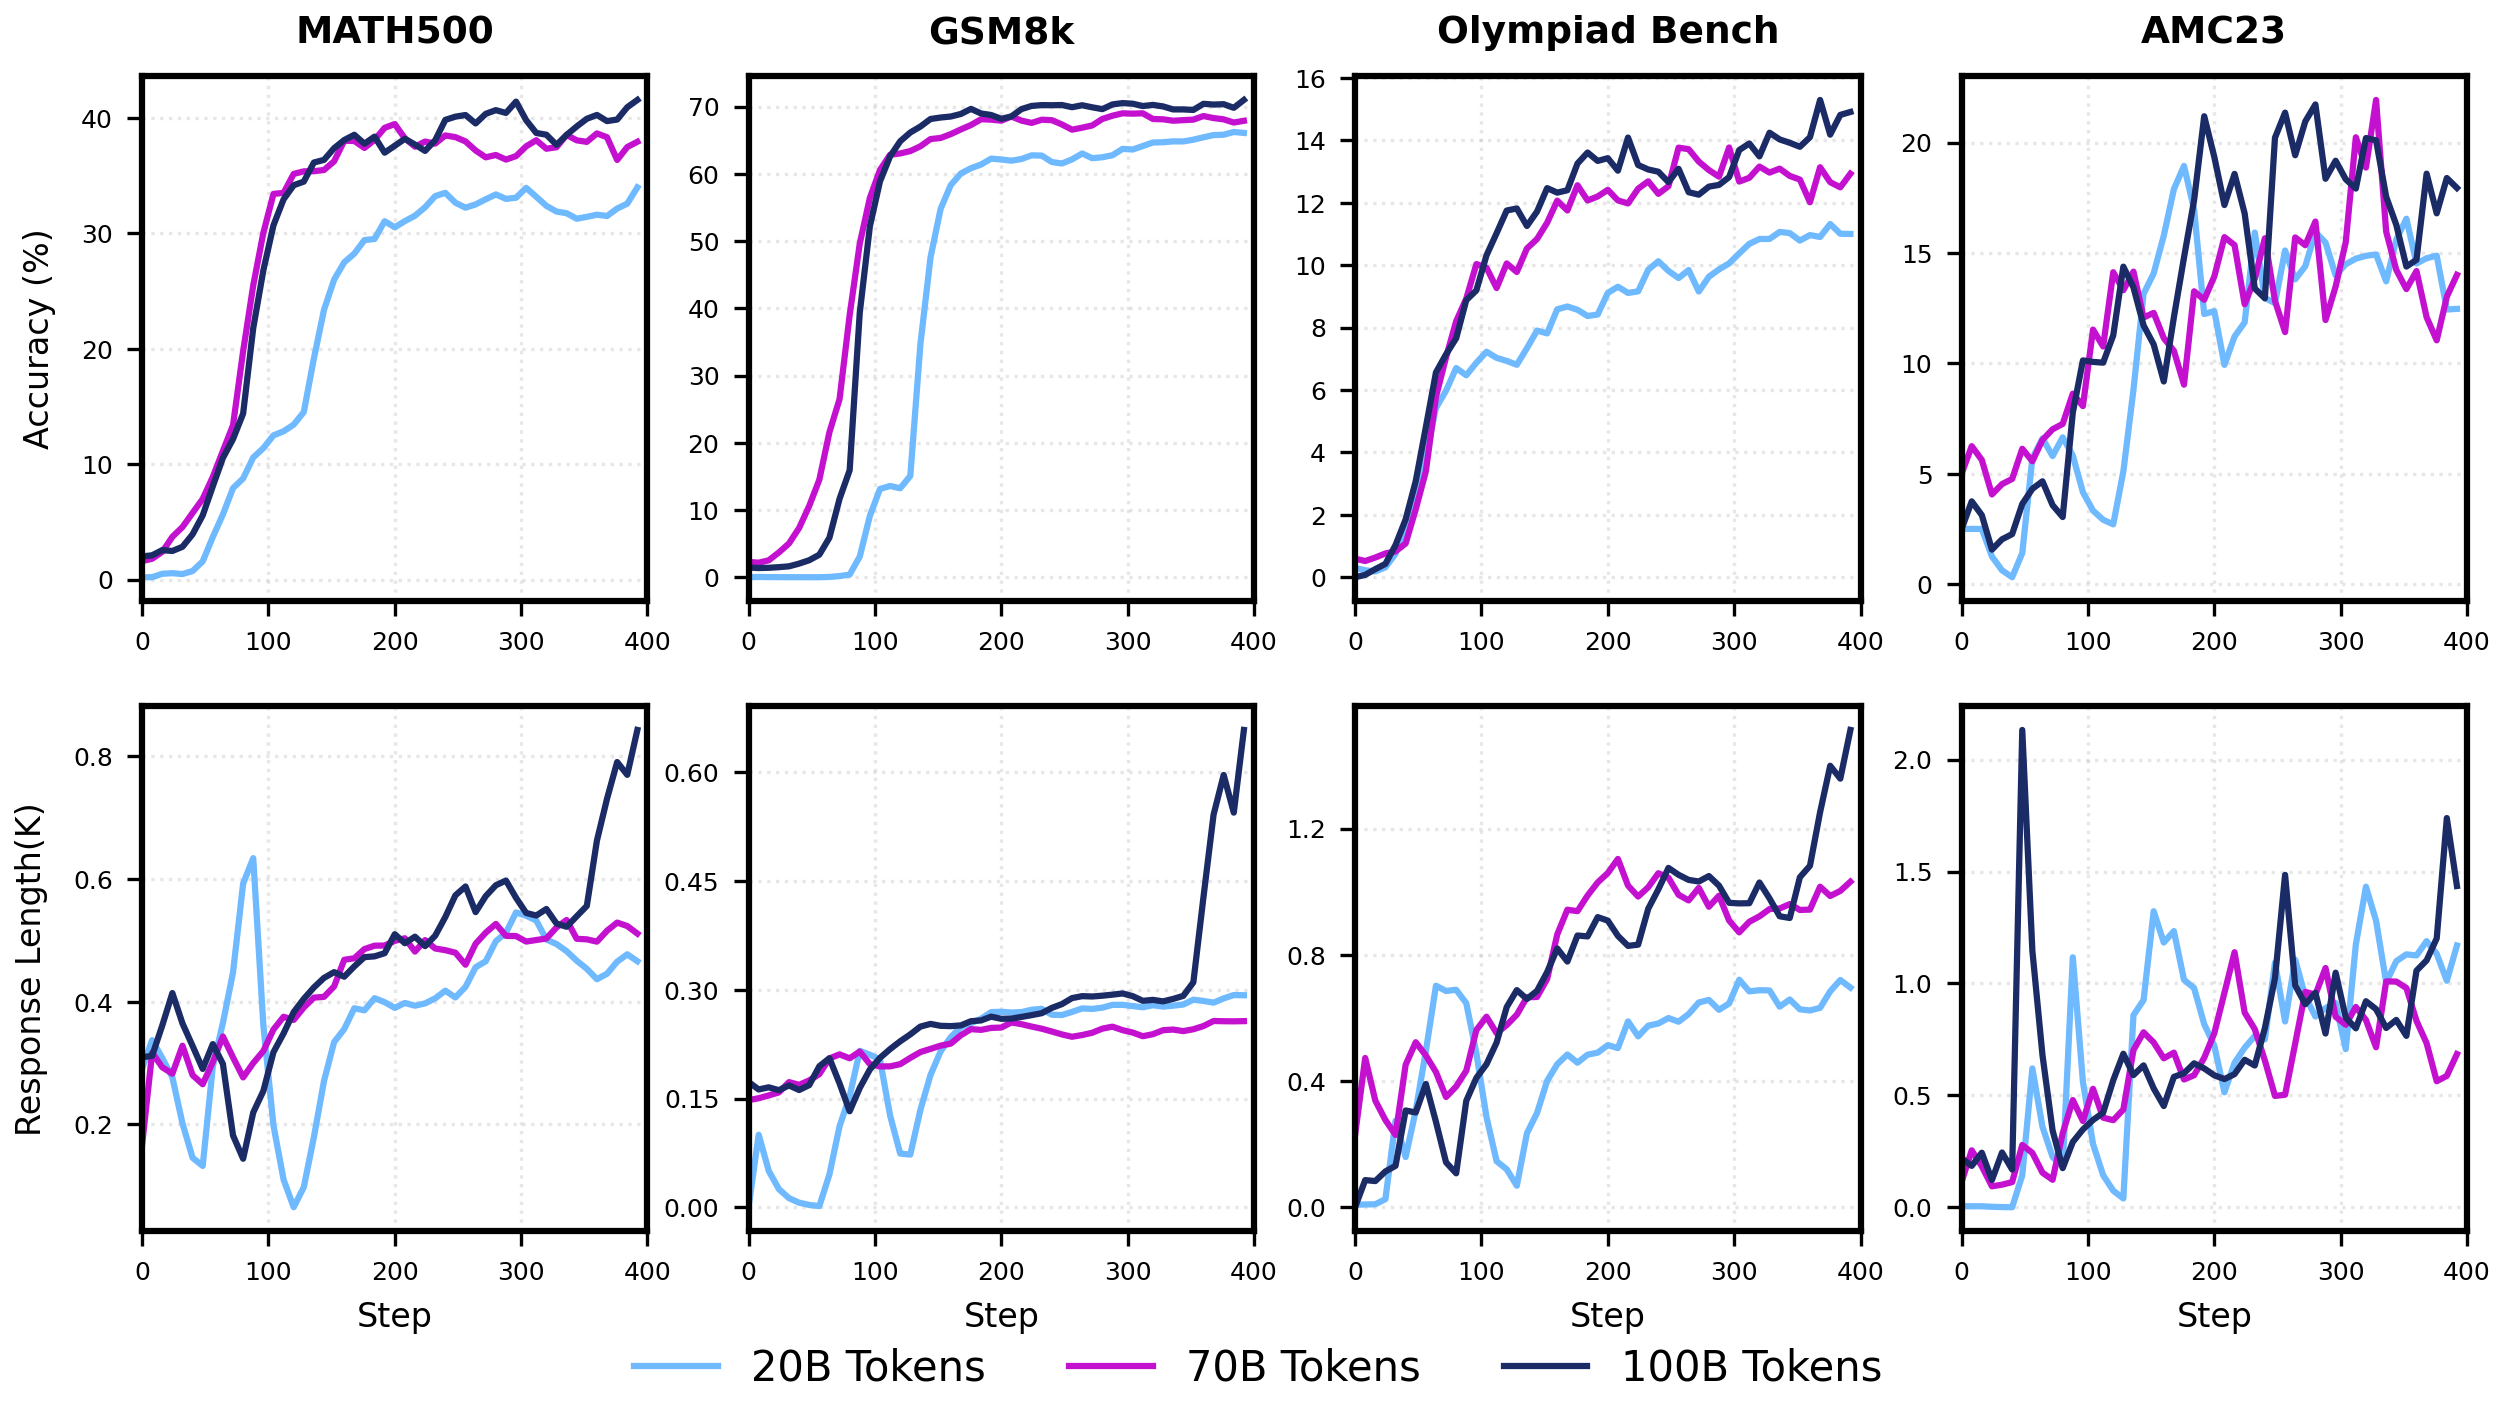 MATH500
GSM8k
Olympiad Bench
AMC23
Accuracy (%)
40
30
20
10
0
0 100 200 300 400
70
60
50
40
30
20
10
0
0 100 200 300 400
16
14
12
10
8
6
4
2
0
0 100 200 300 400
20
15
10
5
0
0 100 200 300 400
Response Length(K)
0.8
0.6
0.4
0.2
0 100 200 300 400
Step
0.60
0.45
0.30
0.15
0.00
0 100 200 300 400
Step
1.2
0.8
0.4
0.0
0 100 200 300 400
Step
2.0
1.5
1.0
0.5
0.0
0 100 200 300 400
Step
20B Tokens
70B Tokens
100B Tokens